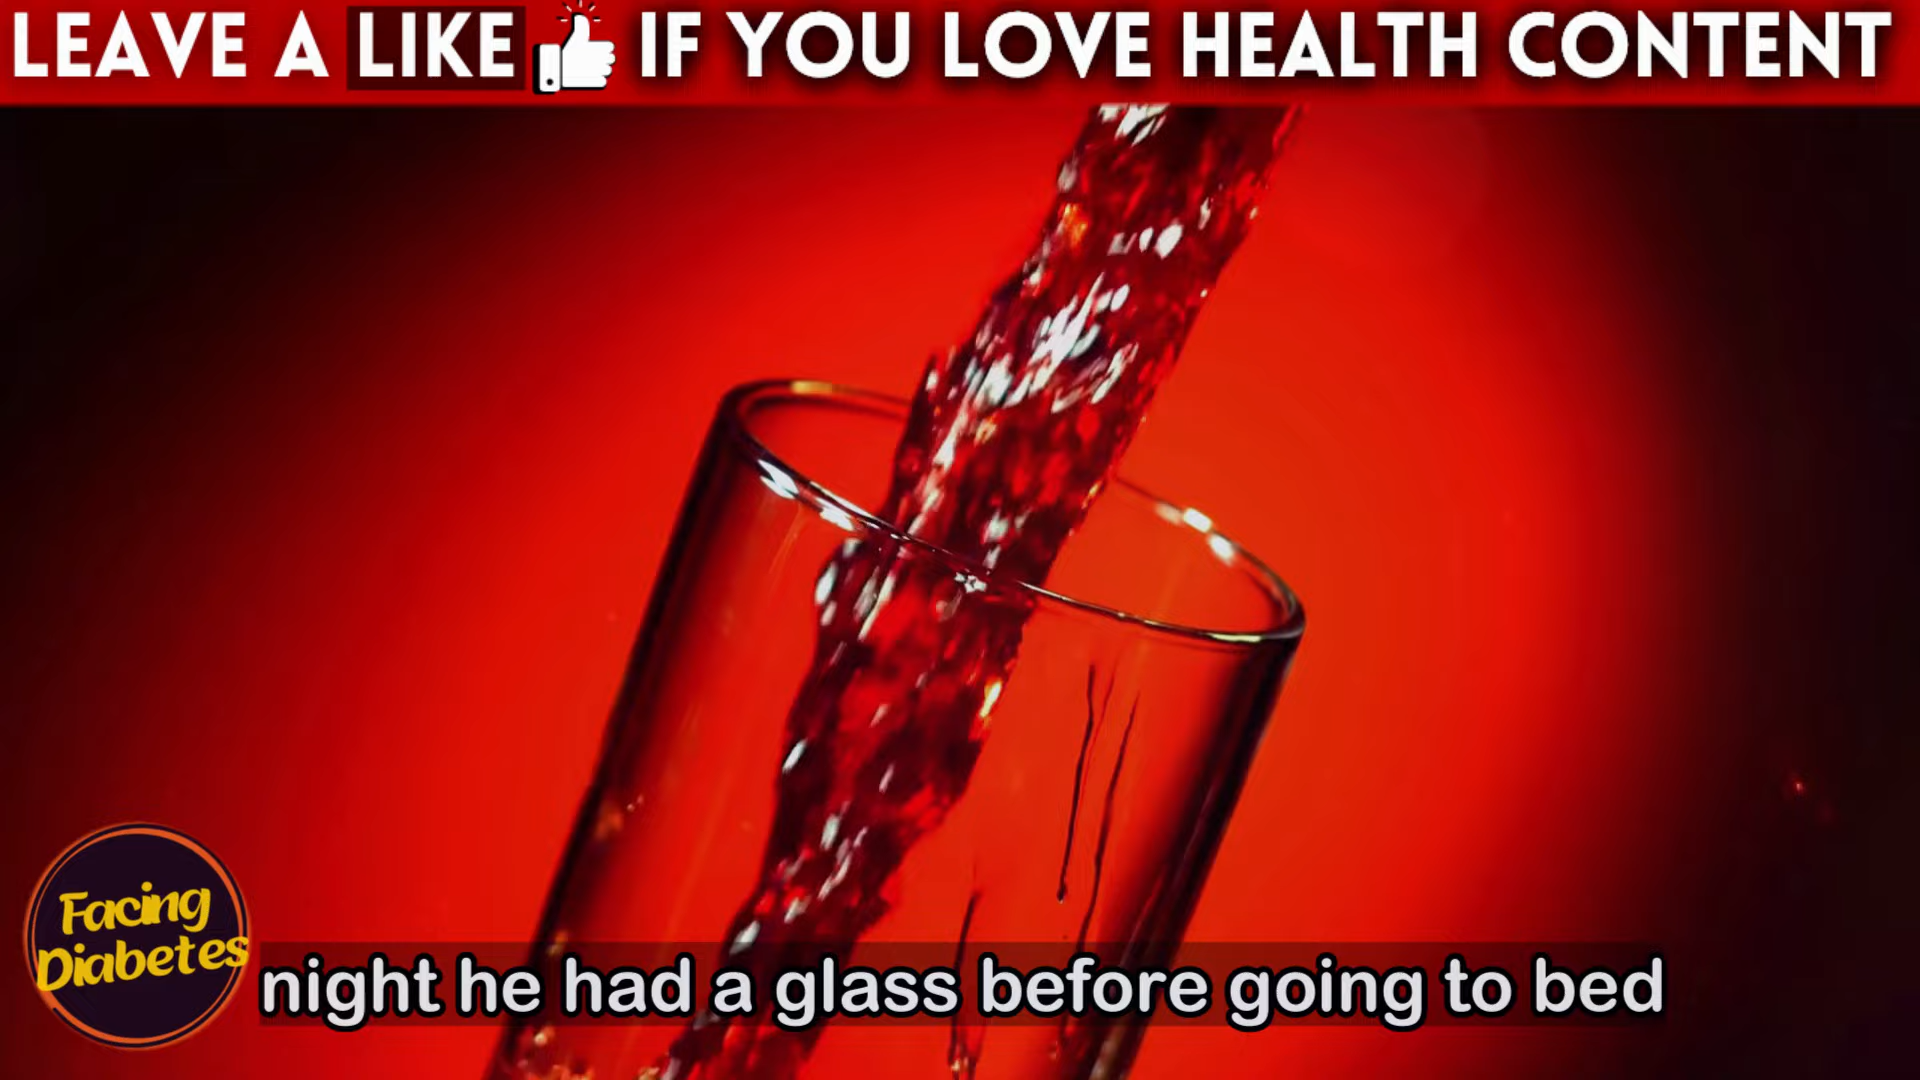 LEAVE A LIKE IF YOU LOVE HEALTH CONTENT
Facing
Diabetes
night he had a glass before going to bed